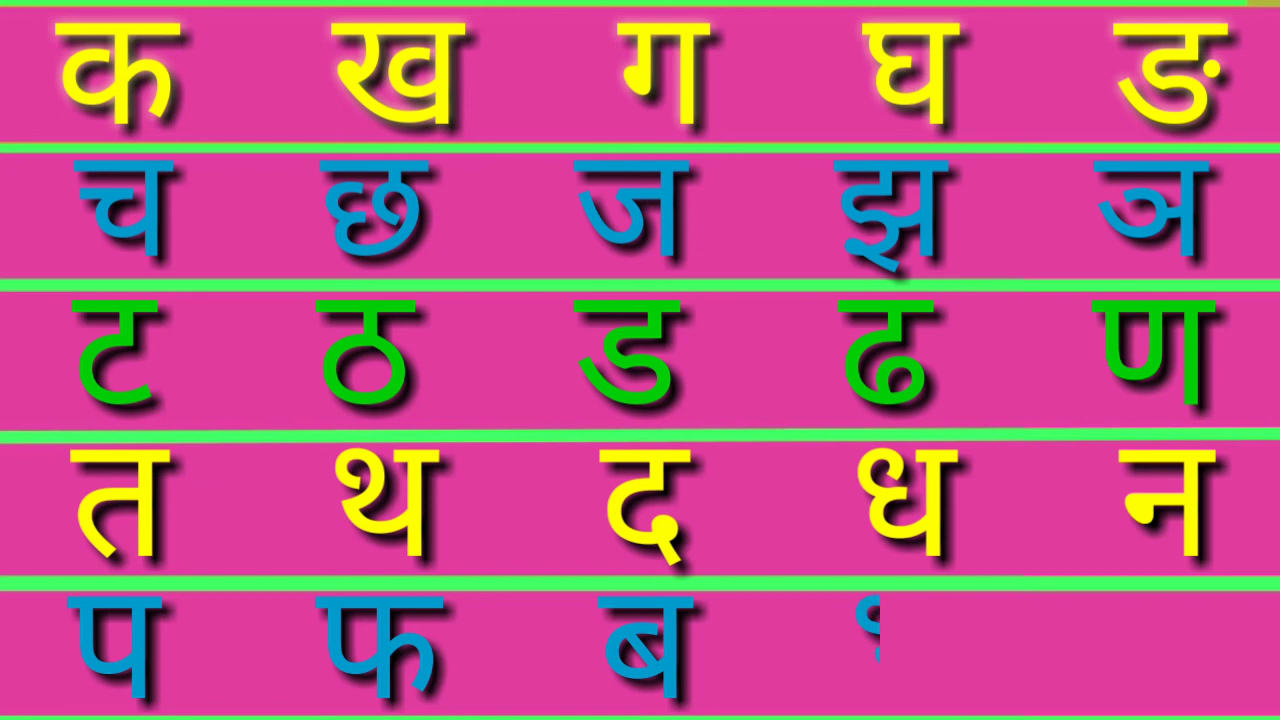 क ख ग घ ङ
च छ ज झ ञ
ट ठ ड ढ ण
त थ द ध न
प फ ब